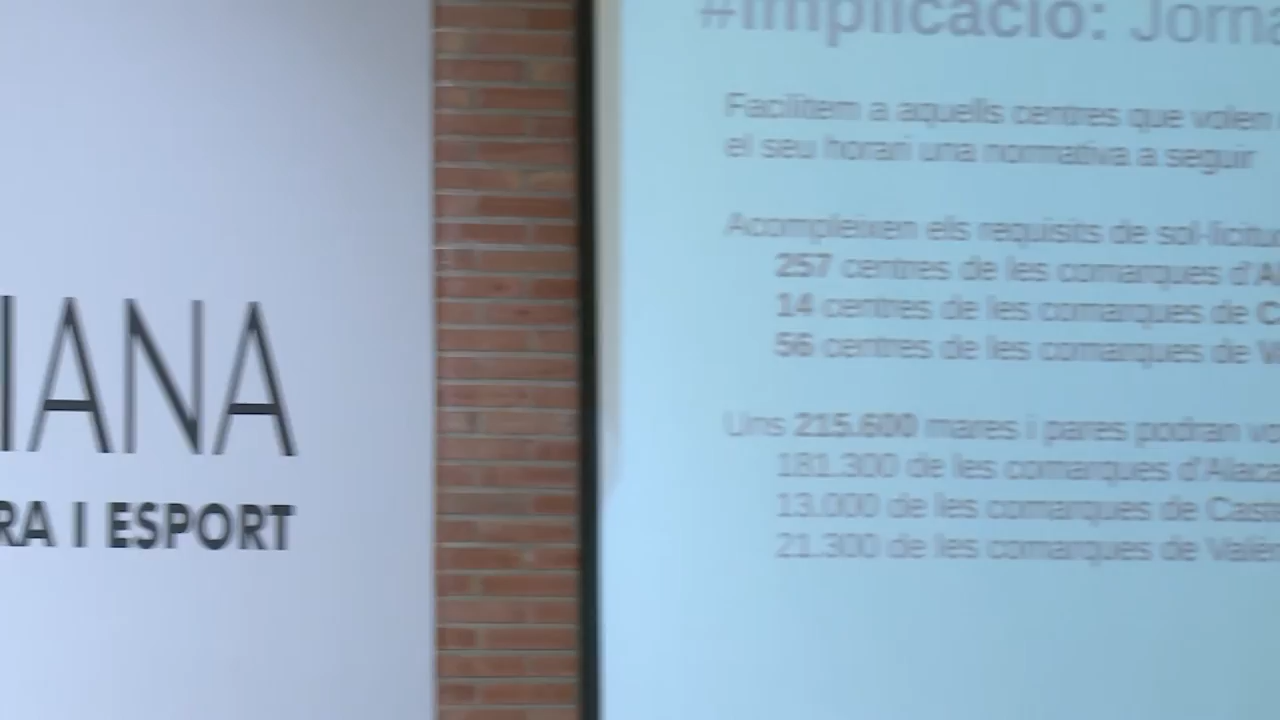 IANA
RA I ESPORT
#Implicació: Jorna
Facilitem a aquells centres que volen
el seu horari una normativa a seguir
Acompleixen els requisits de sol·licitu
257 centres de les comarques d'Al
14 centres de les comarques de C
56 centres de les comarques de V
Uns 215.600 mares i pares podran vo
181.300 de les comarques d'Alaca
13.000 de les comarques de Cast
21.300 de les comarques de Valèn